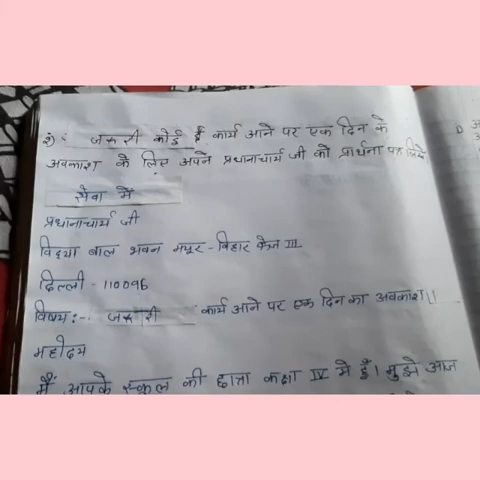 2) जरूरी कोई कार्य आने पर एक दिन के
अवकाश के लिए अपने प्रधानाचार्य जी को प्रार्थना पत्र लिखे
सेवा में
प्रधानाचार्य जी
विद्या बाल भवन मयूर-विहार फेज III
दिल्ली - 110096
विषय :- जरूरी कार्य आने पर एक दिन का अवकाश।
महोदय
मैं आपके स्कूल की छात्रा कक्षा IV में हूँ। मुझे आज